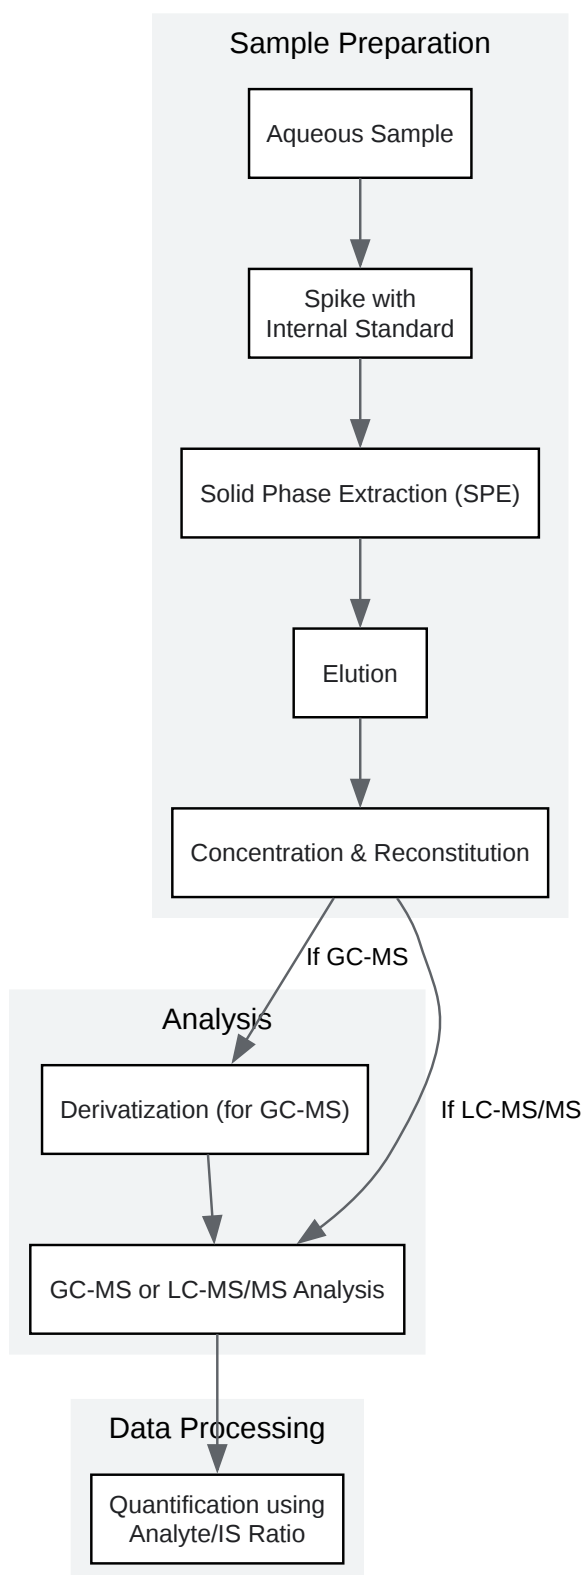 Sample Preparation
Aqueous Sample
Spike with
Internal Standard
Solid Phase Extraction (SPE)
Elution
Concentration & Reconstitution
If GC-MS
Analysis
Derivatization (for GC-MS)
If LC-MS/MS
GC-MS or LC-MS/MS Analysis
Data Processing
Quantification using
Analyte/IS Ratio